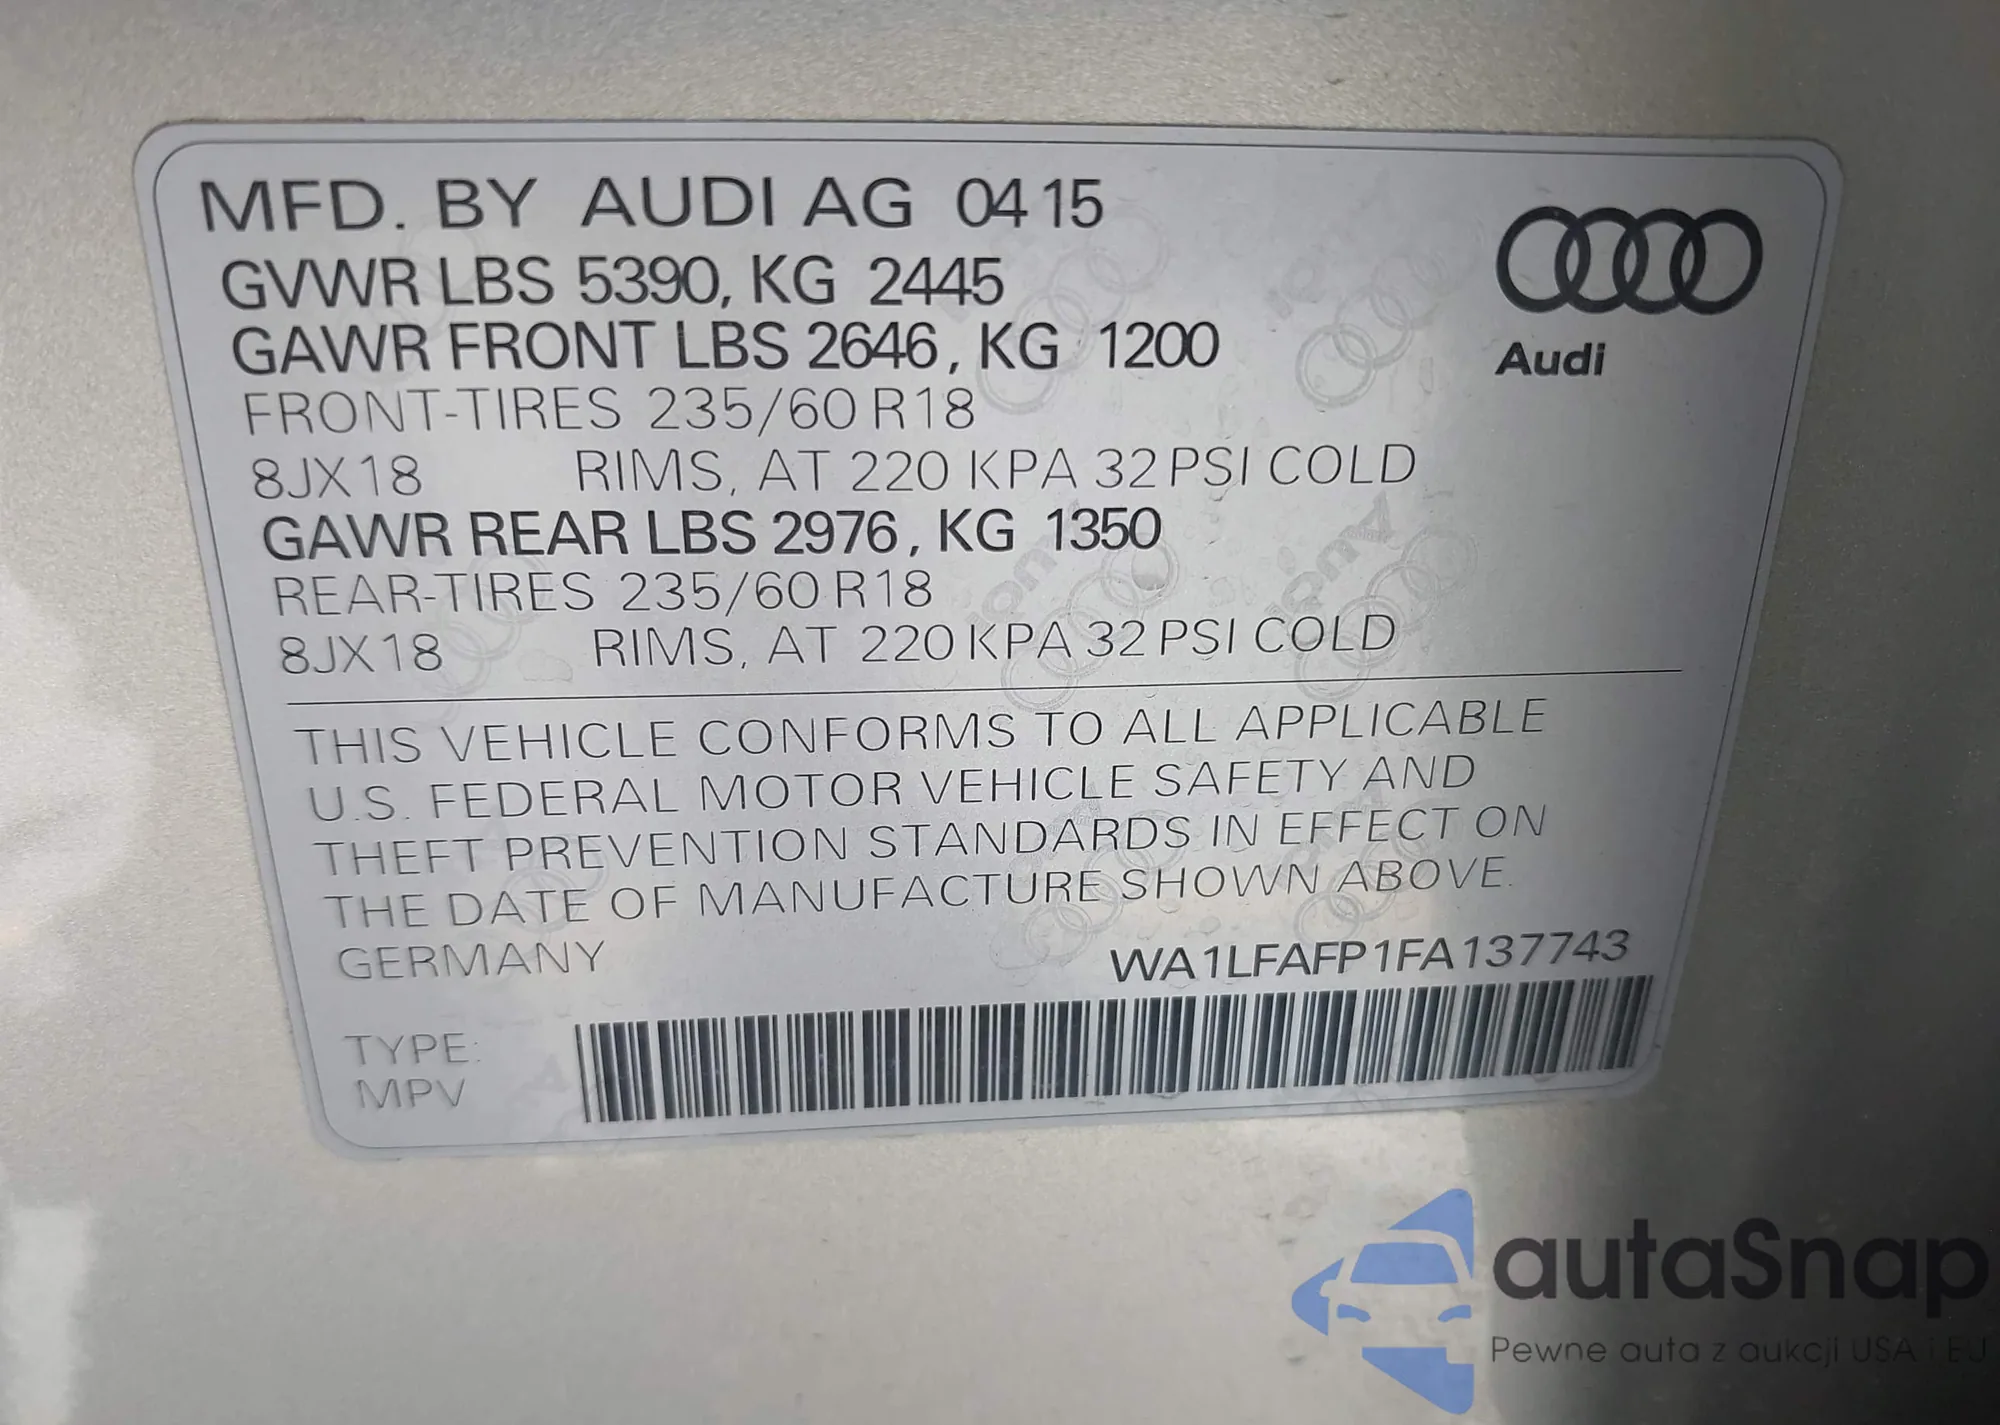 MFD. BY AUDI AG 04 15
GVWR LBS 5390, KG 2445
GAWR FRONT LBS 2646, KG 1200
FRONT-TIRES 235/60 R18
8JX18 RIMS, AT 220 KPA 32 PSI COLD
GAWR REAR LBS 2976, KG 1350
REAR-TIRES 235/60 R18
8JX18 RIMS, AT 220 KPA 32 PSI COLD
Audi
THIS VEHICLE CONFORMS TO ALL APPLICABLE
U.S. FEDERAL MOTOR VEHICLE SAFETY AND
THEFT PREVENTION STANDARDS IN EFFECT ON
THE DATE OF MANUFACTURE SHOWN ABOVE.
GERMANY WA1LFAFP1FA137743
TYPE:
MPV
autaSnap
Pewne auta z aukcji USA i EU